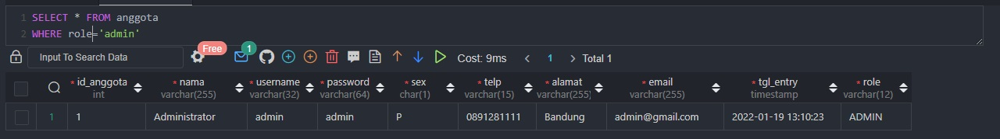 1 SELECT * FROM anggota
2 WHERE role='admin'
Input To Search Data Free 1 Cost: 9ms < 1 > Total 1
* id_anggota * nama * username * password * sex * telp * alamat * email * tgl_entry * role
int varchar(255) varchar(32) varchar(64) char(1) varchar(15) varchar(255) varchar(255) timestamp varchar(12)
1 1 Administrator admin admin P 0891281111 Bandung admin@gmail.com 2022-01-19 13:10:23 ADMIN